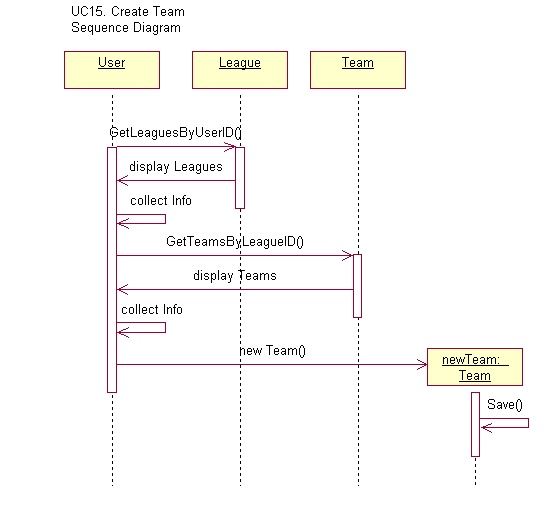 UC15. Create Team
Sequence Diagram
User
League
Team
GetLeaguesByUserID()
display Leagues
collect Info
GetTeamsByLeagueID()
display Teams
collect Info
new Team()
newTeam:
Team
Save()